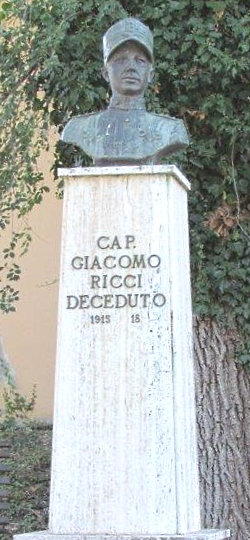 CAP.
GIACOMO
RICCI
DECEDUTO
1915 18